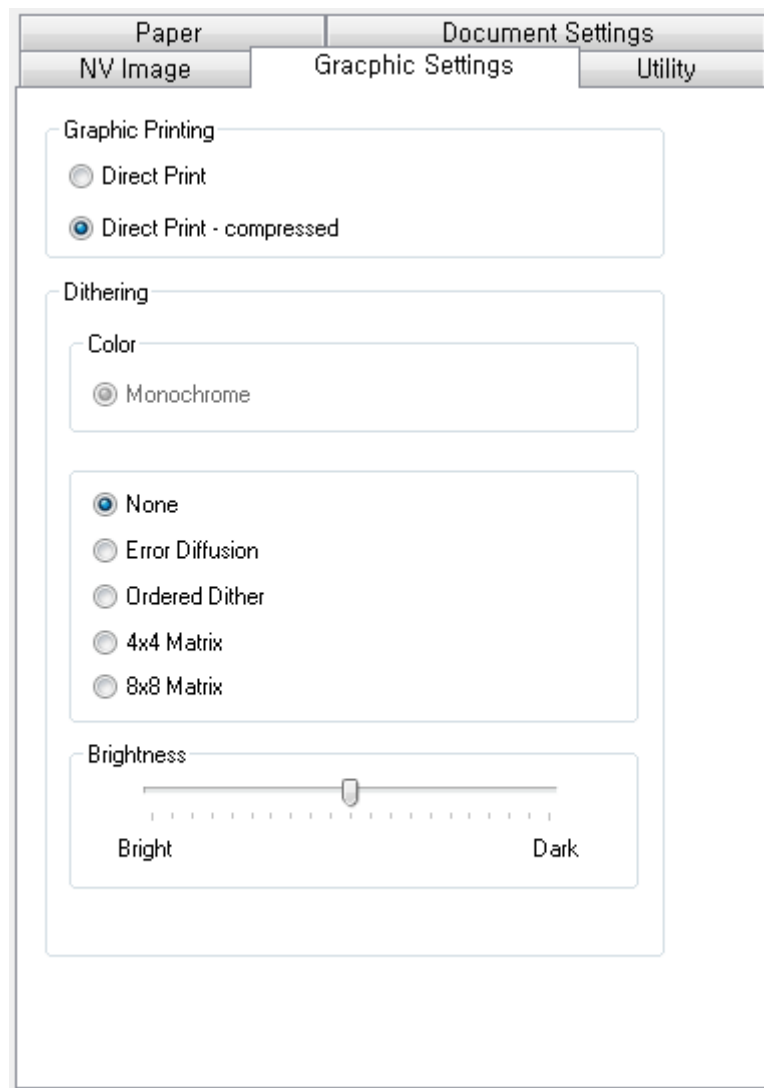 Paper Document Settings
NV Image Gracphic Settings Utility
Graphic Printing
Direct Print
Direct Print - compressed
Dithering
Color
Monochrome
None
Error Diffusion
Ordered Dither
4x4 Matrix
8x8 Matrix
Brightness
Bright Dark